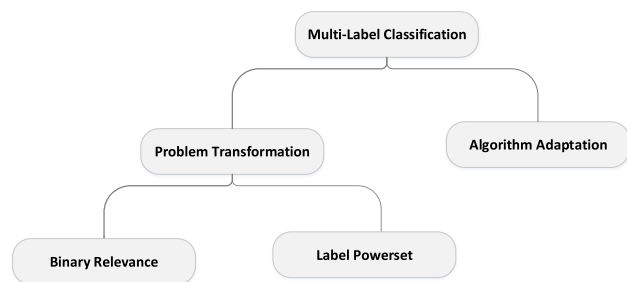 Multi-Label Classification
Problem Transformation
Algorithm Adaptation
Binary Relevance
Label Powerset